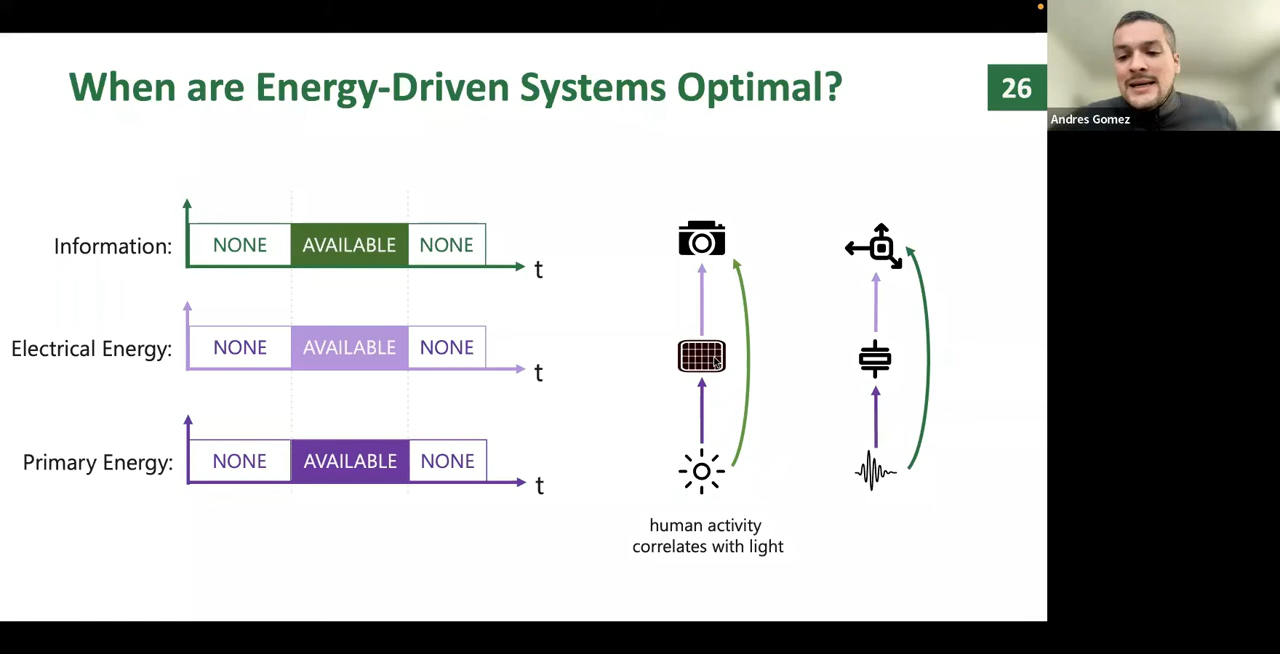 When are Energy-Driven Systems Optimal?
26
Andres Gomez
Information:
NONE
AVAILABLE
NONE
t
Electrical Energy:
NONE
AVAILABLE
NONE
t
Primary Energy:
NONE
AVAILABLE
NONE
t
human activity
correlates with light